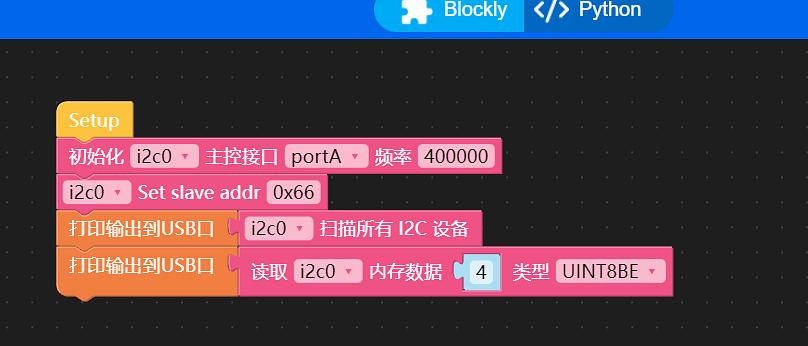 Blockly </> Python
Setup
初始化 i2c0 主控接口 portA 频率 400000
i2c0 Set slave addr 0x66
打印输出到USB口 i2c0 扫描所有 I2C 设备
打印输出到USB口 读取 i2c0 内存数据 4 类型 UINT8BE